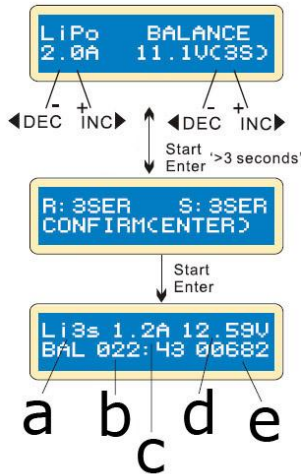 LiPo BALANCE
2.0A 11.1V(3S)
- + - +
◀DEC INC▶ ◀DEC INC▶
Start
Enter '>3 seconds'
R:3SER S:3SER
CONFIRM(ENTER)
Start
Enter
Li3s 1.2A 12.59V
BAL 022:43 00682
a b c d e